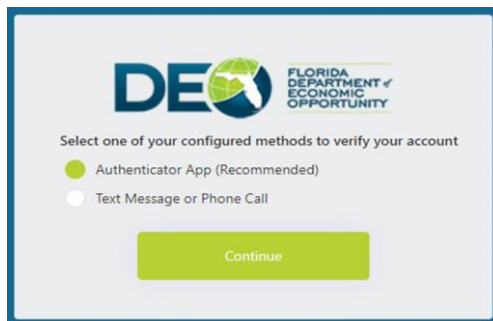 DEO
FLORIDA
DEPARTMENT of
ECONOMIC
OPPORTUNITY
Select one of your configured methods to verify your account
Authenticator App (Recommended)
Text Message or Phone Call
Continue